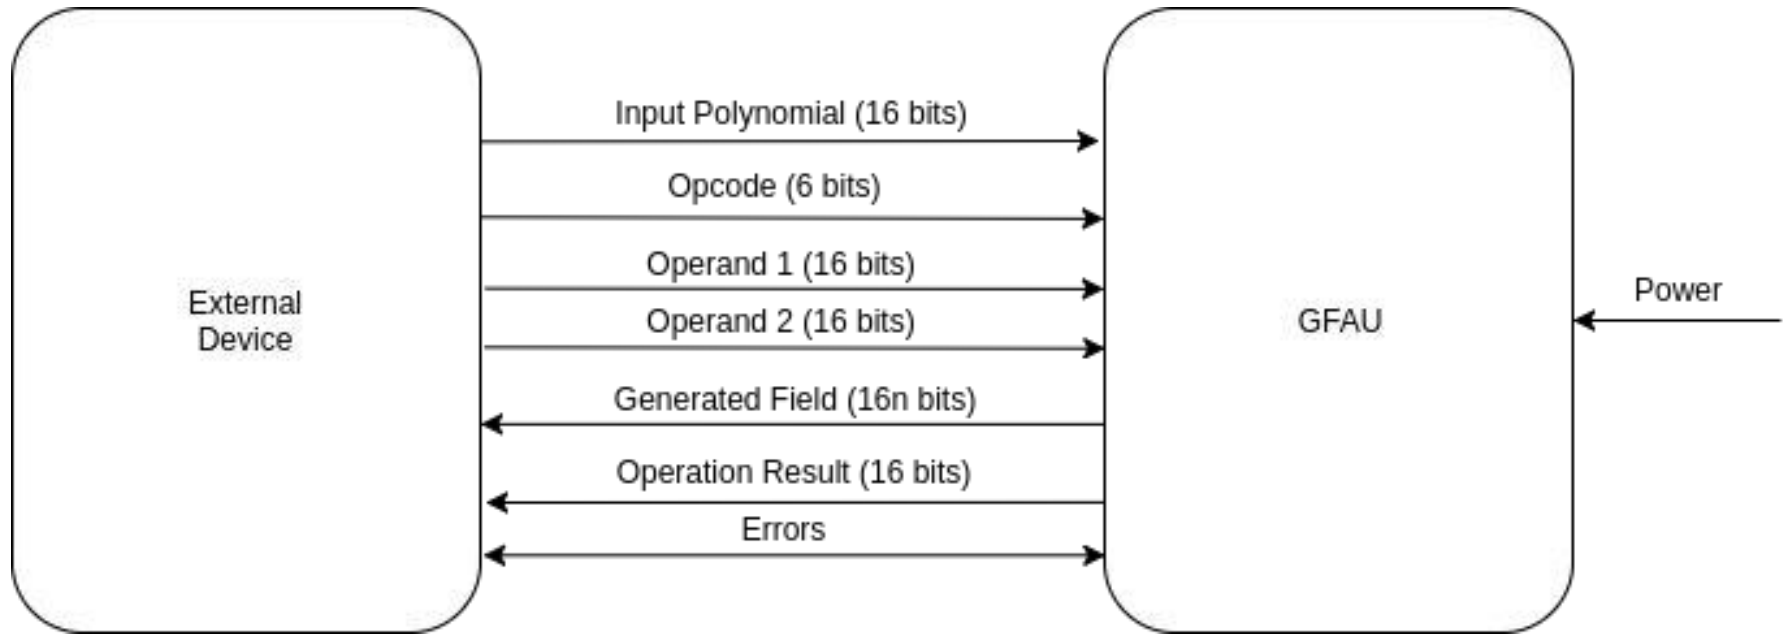 Input Polynomial (16 bits)
Opcode (6 bits)
Operand 1 (16 bits)
External
Device
Operand 2 (16 bits)
GFAU
Power
Generated Field (16n bits)
Operation Result (16 bits)
Errors